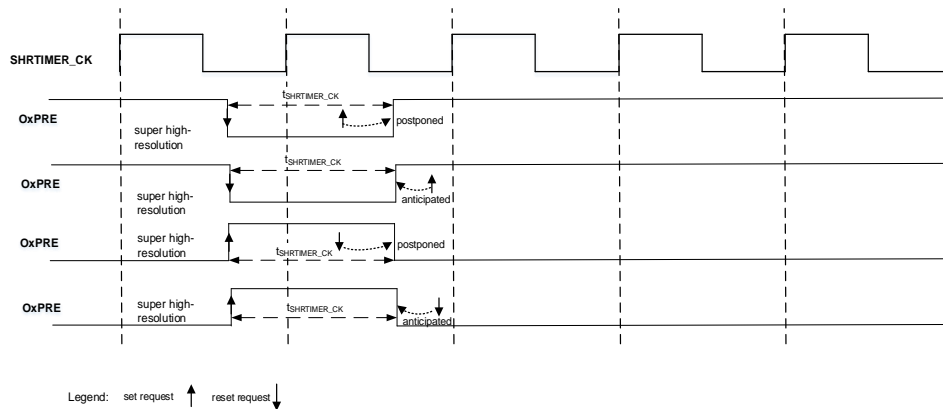 SHRTIMER_CK
tSHRTIMER_CK
OxPRE
postponed
super high-
resolution
tSHRTIMER_CK
OxPRE
super high-
resolution
anticipated
OxPRE
super high-
resolution
postponed
tSHRTIMER_CK
OxPRE
super high-
resolution
tSHRTIMER_CK
anticipated
Legend: set request reset request